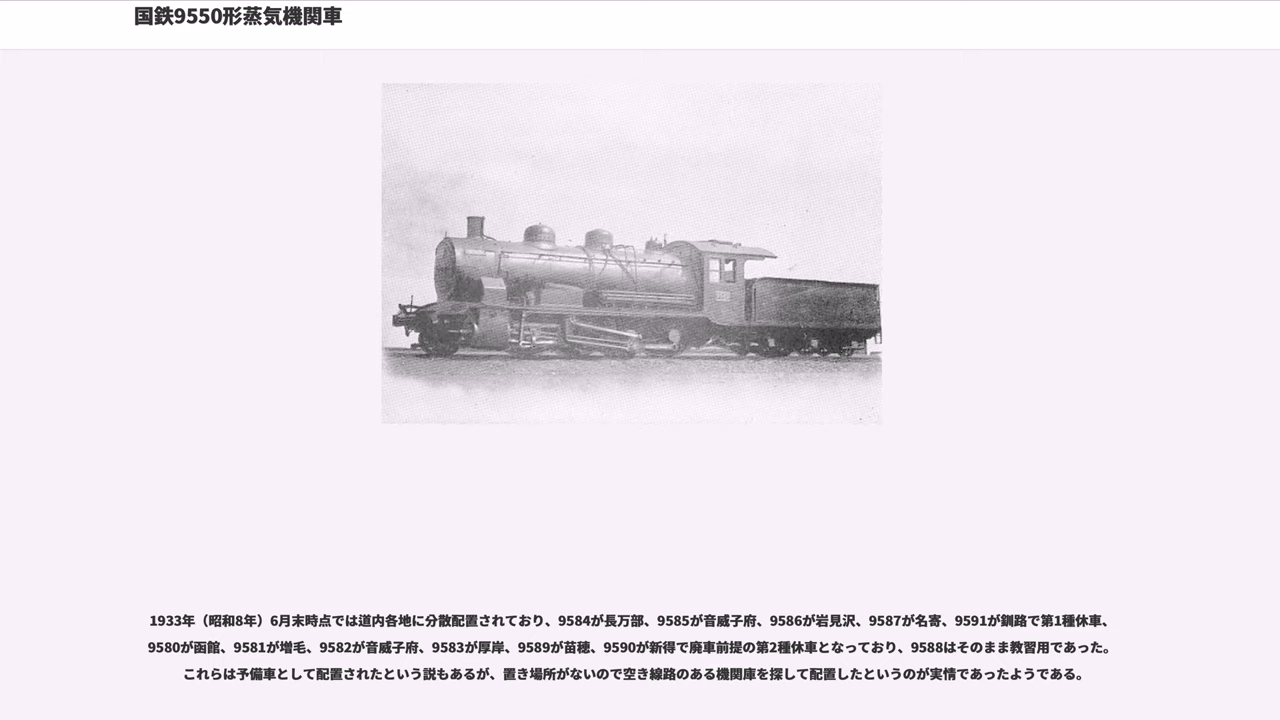 国鉄9550形蒸気機関車
1933年（昭和8年）6月末時点では道内各地に分散配置されており、9584が長万部、9585が音威子府、9586が岩見沢、9587が名寄、9591が釧路で第1種休車、
9580が函館、9581が増毛、9582が音威子府、9583が厚岸、9589が苗穂、9590が新得で廃車前提の第2種休車となっており、9588はそのまま教習用であった。
これらは予備車として配置されたという説もあるが、置き場所がないので空き線路のある機関庫を探して配置したというのが実情であったようである。